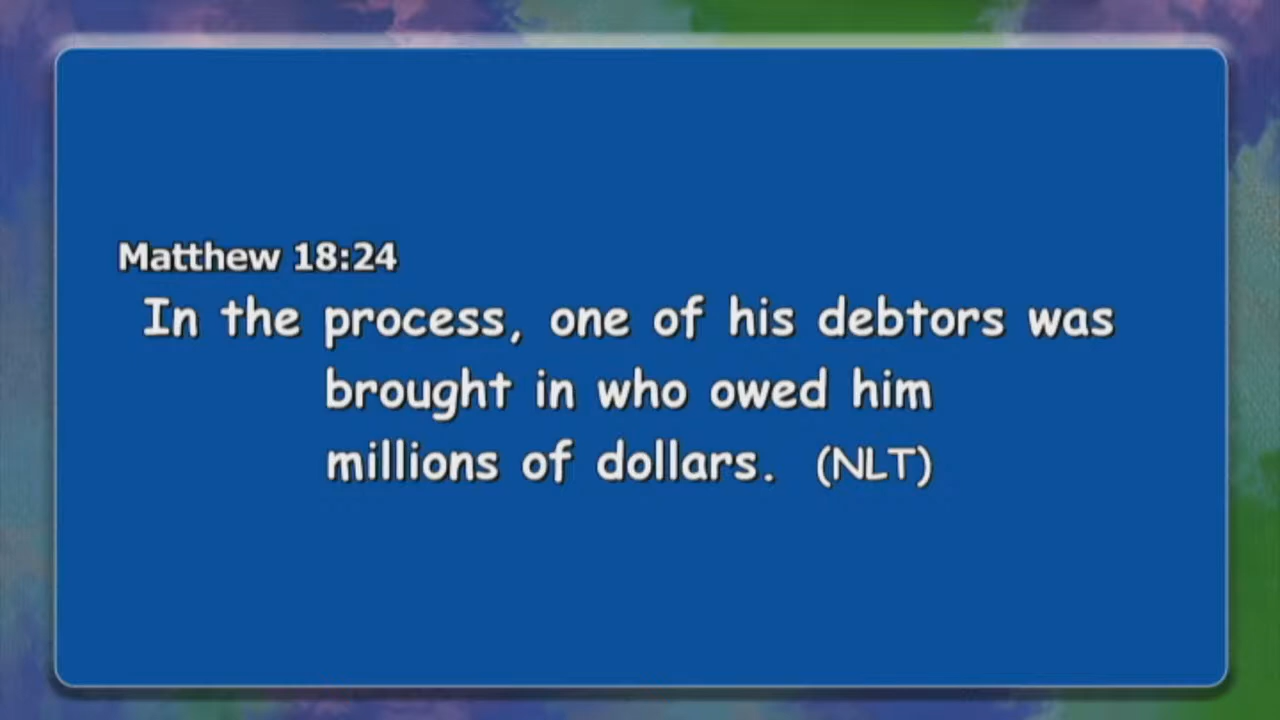 Matthew 18:24
In the process, one of his debtors was
brought in who owed him
millions of dollars. (NLT)